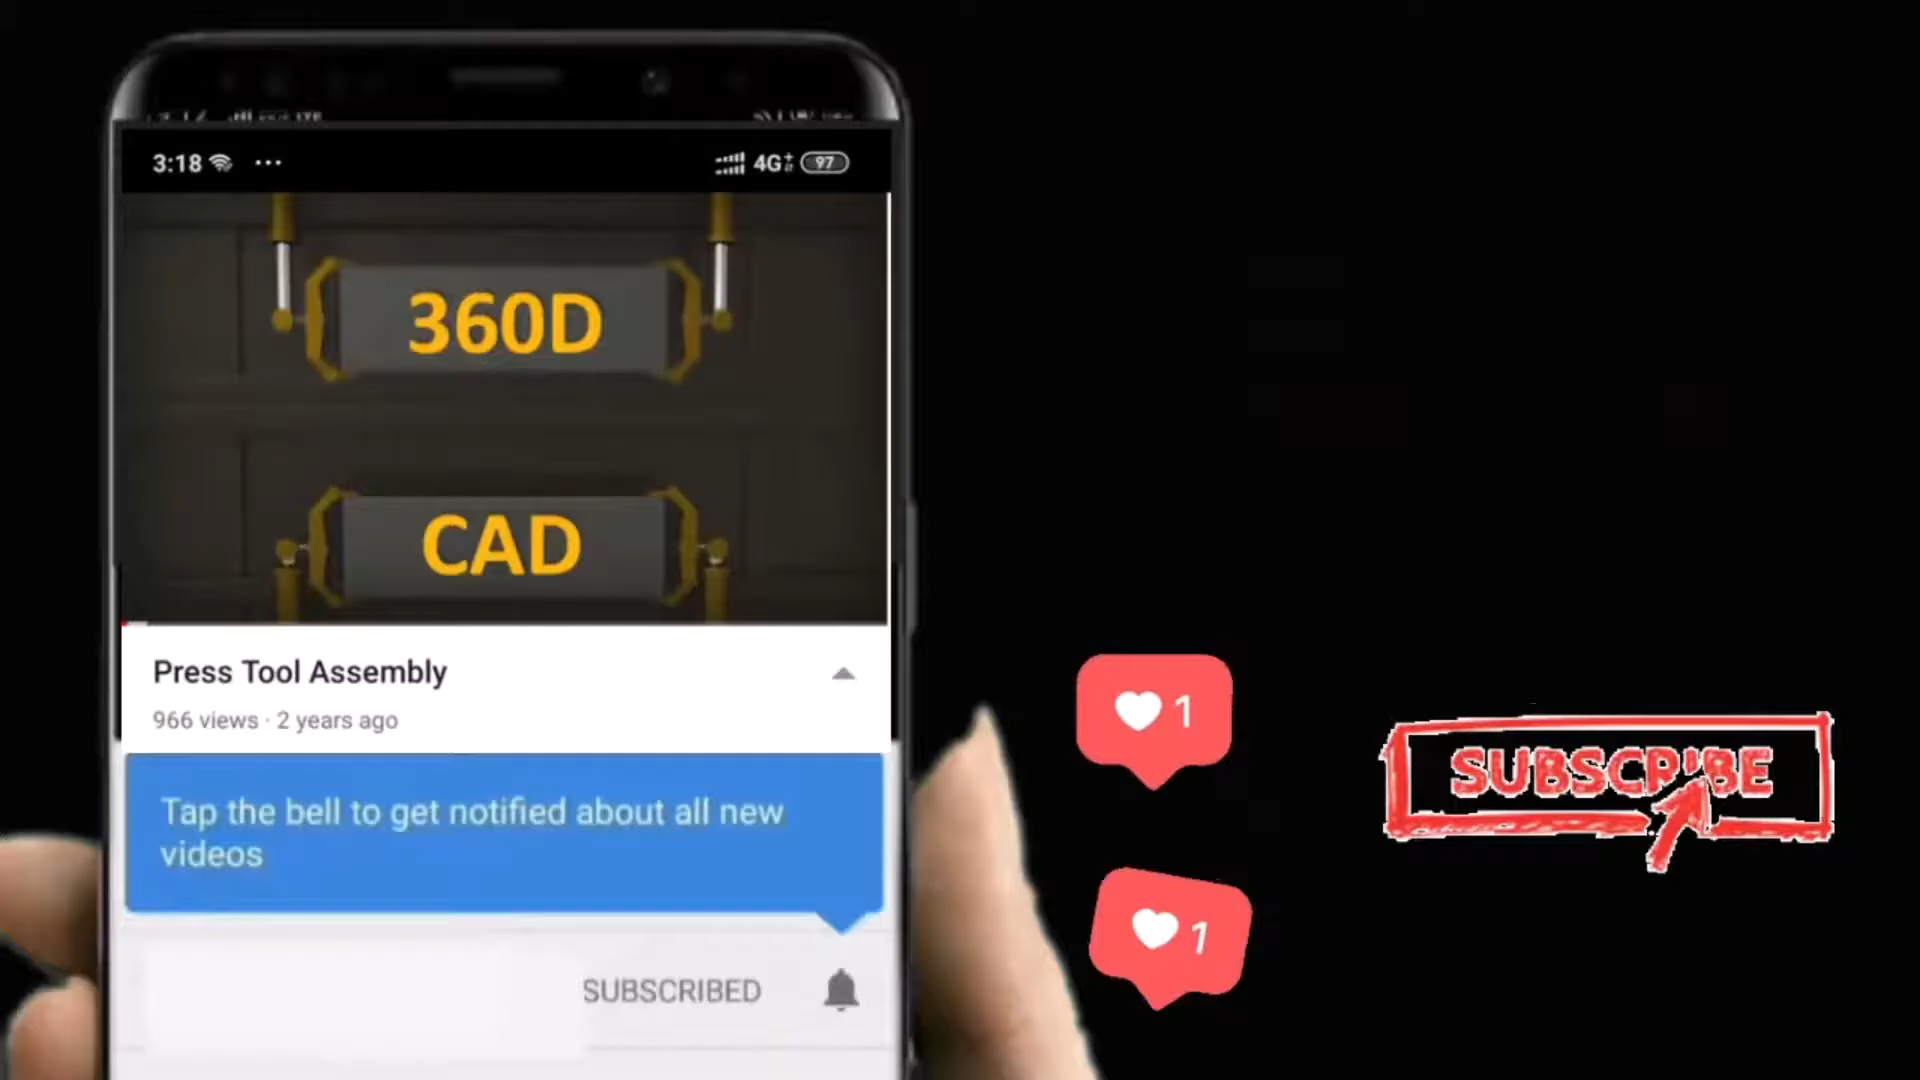 3:18 ... 4G+ 97
360D
CAD
Press Tool Assembly
966 views · 2 years ago
Tap the bell to get notified about all new
videos
SUBSCRIBED
1
SUBSCRIBE
1